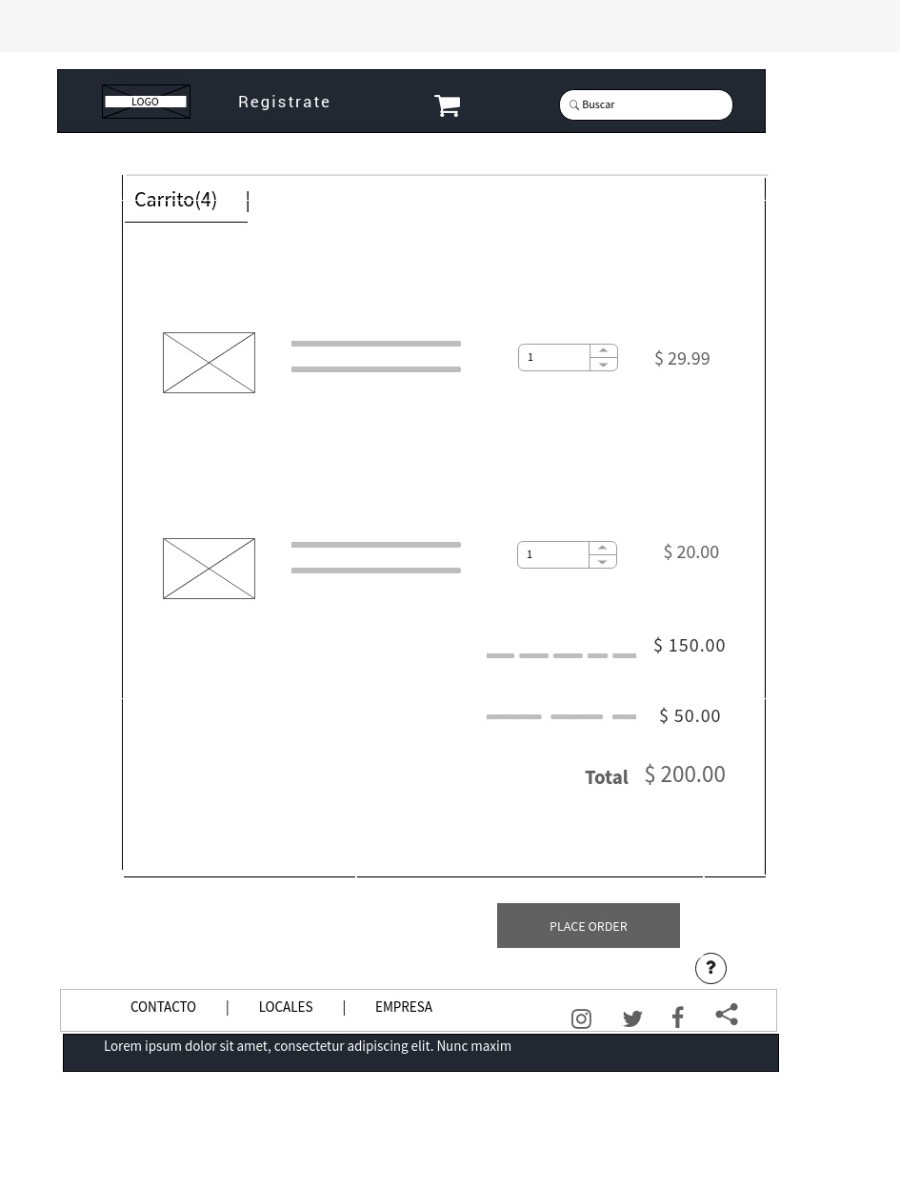 LOGO
Registrate
Buscar
Carrito(4) |
1
$ 29.99
1
$ 20.00
$ 150.00
$ 50.00
Total $ 200.00
PLACE ORDER
?
CONTACTO | LOCALES | EMPRESA
Lorem ipsum dolor sit amet, consectetur adipiscing elit. Nunc maxim